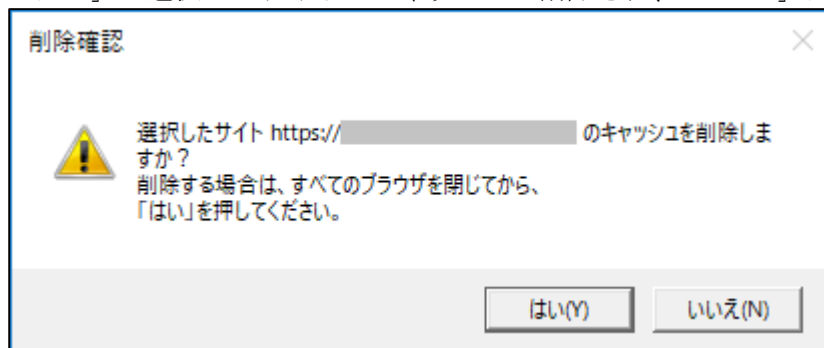 削除確認
選択したサイト https:// のキャッシュを削除しま
すか？
削除する場合は、すべてのブラウザを閉じてから、
「はい」を押してください。
はい(Y) いいえ(N)